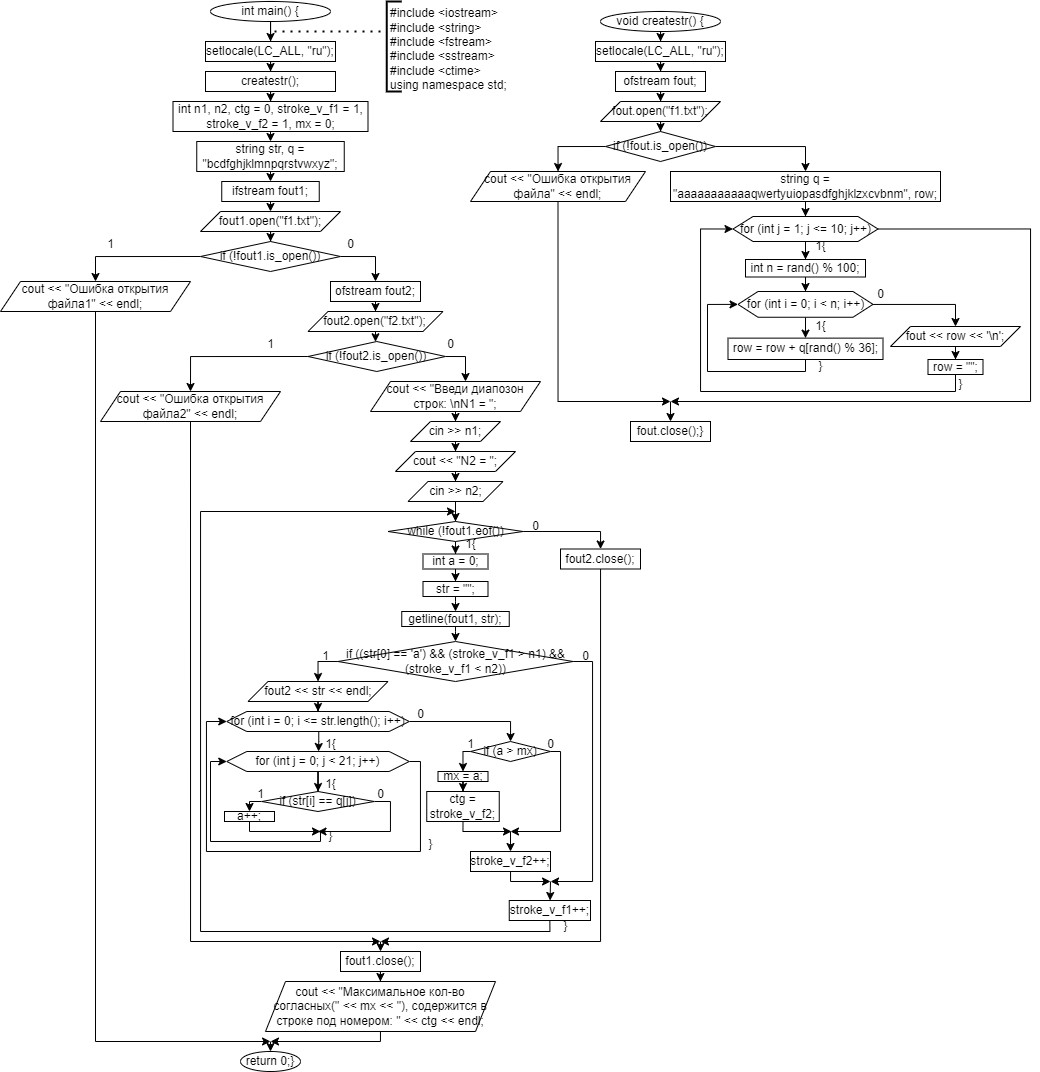 int main() {
#include <iostream>
#include <string>
#include <fstream>
#include <sstream>
#include <ctime>
using namespace std;
setlocale(LC_ALL, "ru");
createstr();
int n1, n2, ctg = 0, stroke_v_f1 = 1,
stroke_v_f2 = 1, mx = 0;
string str, q =
"bcdfghjklmnpqrstvwxyz";
ifstream fout1;
fout1.open("f1.txt");
if (!fout1.is_open())
1
0
cout << "Ошибка открытия
файла1" << endl;
ofstream fout2;
fout2.open("f2.txt");
if (!fout2.is_open())
1
0
cout << "Ошибка открытия
файла2" << endl;
cout << "Введи диапозон
строк: \nN1 = ";
cin >> n1;
cout << "N2 = ";
cin >> n2;
while (!fout1.eof())
0
1{
fout2.close();
int a = 0;
str = "";
getline(fout1, str);
if ((str[0] == 'a') && (stroke_v_f1 > n1) &&
(stroke_v_f1 < n2))
1
0
fout2 << str << endl;
for (int i = 0; i <= str.length(); i++)
0
1{
for (int j = 0; j < 21; j++)
1{
if (str[i] == q[j])
1
0
a++;
}
}
if (a > mx)
1
0
mx = a;
ctg =
stroke_v_f2;
stroke_v_f2++;
stroke_v_f1++;
}
fout1.close();
cout << "Максимальное кол-во
согласных(" << mx << "), содержится в
строке под номером: " << ctg << endl;
return 0;}
void createstr() {
setlocale(LC_ALL, "ru");
ofstream fout;
fout.open("f1.txt");
if (!fout.is_open())
cout << "Ошибка открытия
файла" << endl;
string q =
"aaaaaaaaaaaqwertyuiopasdfghjklzxcvbnm", row;
for (int j = 1; j <= 10; j++)
1{
int n = rand() % 100;
for (int i = 0; i < n; i++)
0
1{
row = row + q[rand() % 36];
}
fout << row << '\n';
row = "";
}
fout.close();}